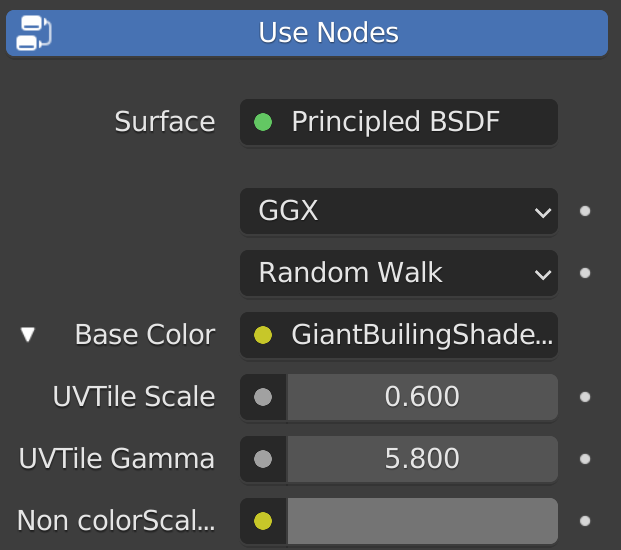 Use Nodes
Surface Principled BSDF
GGX
Random Walk
Base Color GiantBuilingShade...
UVTile Scale 0.600
UVTile Gamma 5.800
Non colorScal...